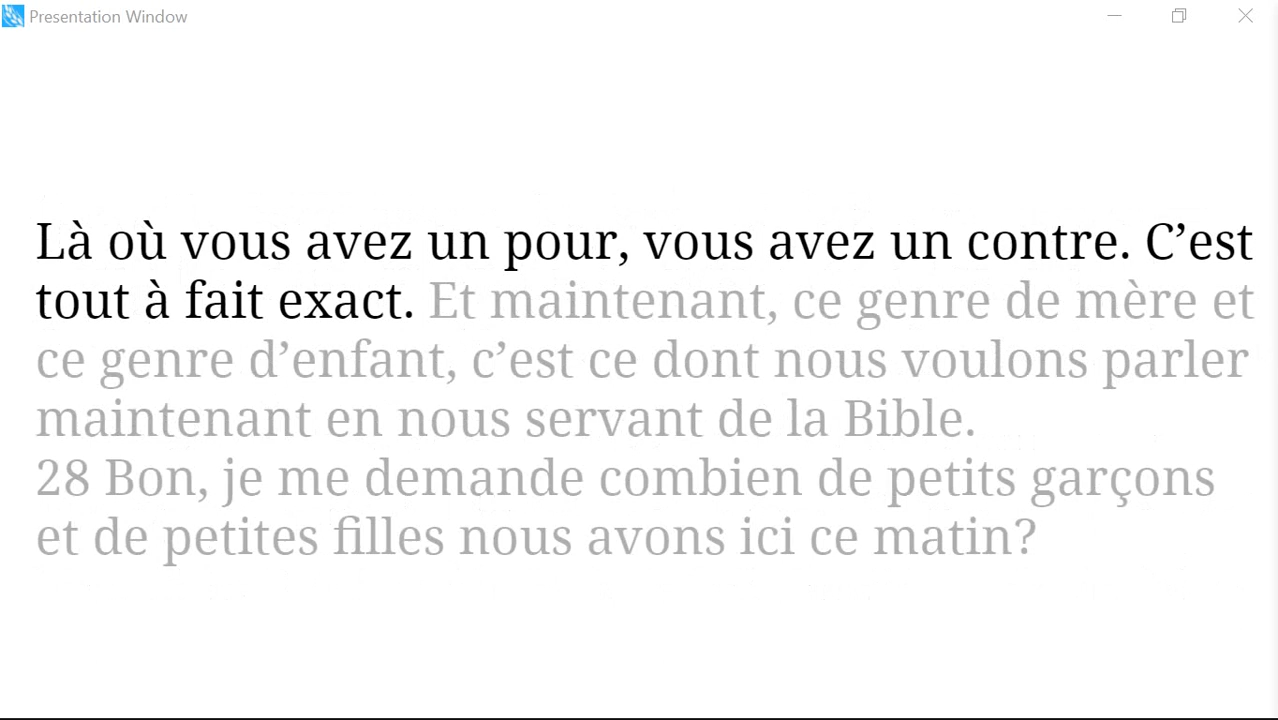 Presentation Window
Là où vous avez un pour, vous avez un contre. C’est
tout à fait exact. Et maintenant, ce genre de mère et
ce genre d’enfant, c’est ce dont nous voulons parler
maintenant en nous servant de la Bible.
28 Bon, je me demande combien de petits garçons
et de petites filles nous avons ici ce matin?